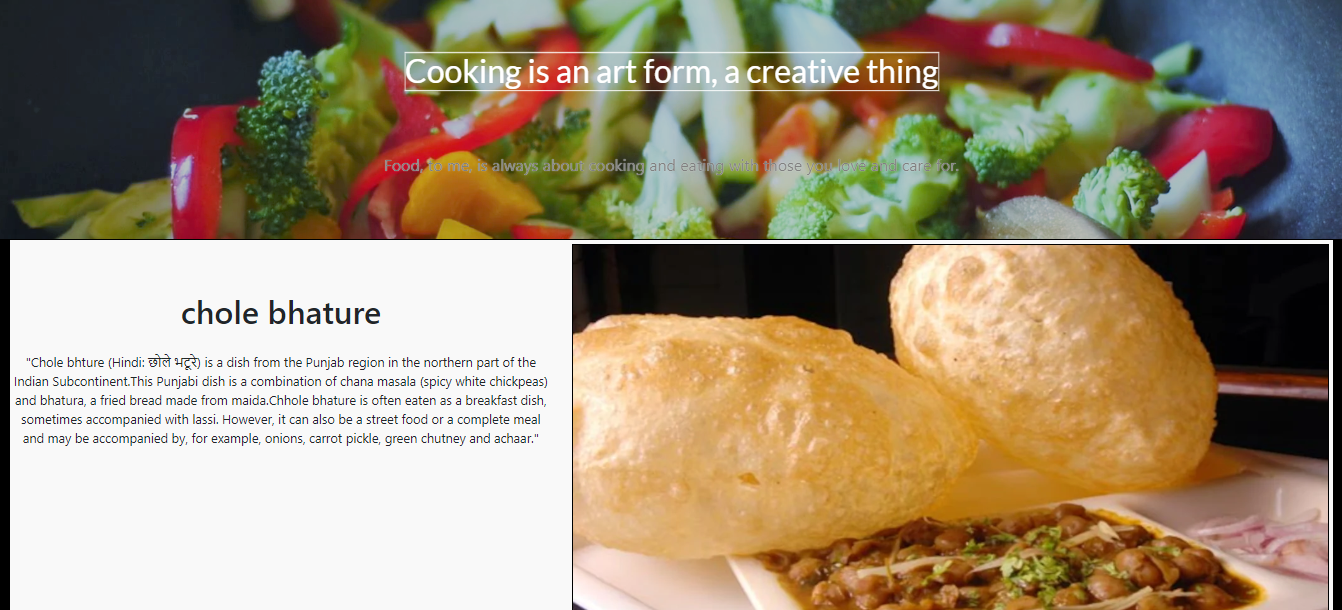 Cooking is an art form, a creative thing
Food, to me, is always about cooking and eating with those you love and care for.
chole bhature
"Chole bhture (Hindi: छोले भटूरे) is a dish from the Punjab region in the northern part of the
Indian Subcontinent.This Punjabi dish is a combination of chana masala (spicy white chickpeas)
and bhatura, a fried bread made from maida.Chhole bhature is often eaten as a breakfast dish,
sometimes accompanied with lassi. However, it can also be a street food or a complete meal
and may be accompanied by, for example, onions, carrot pickle, green chutney and achaar."